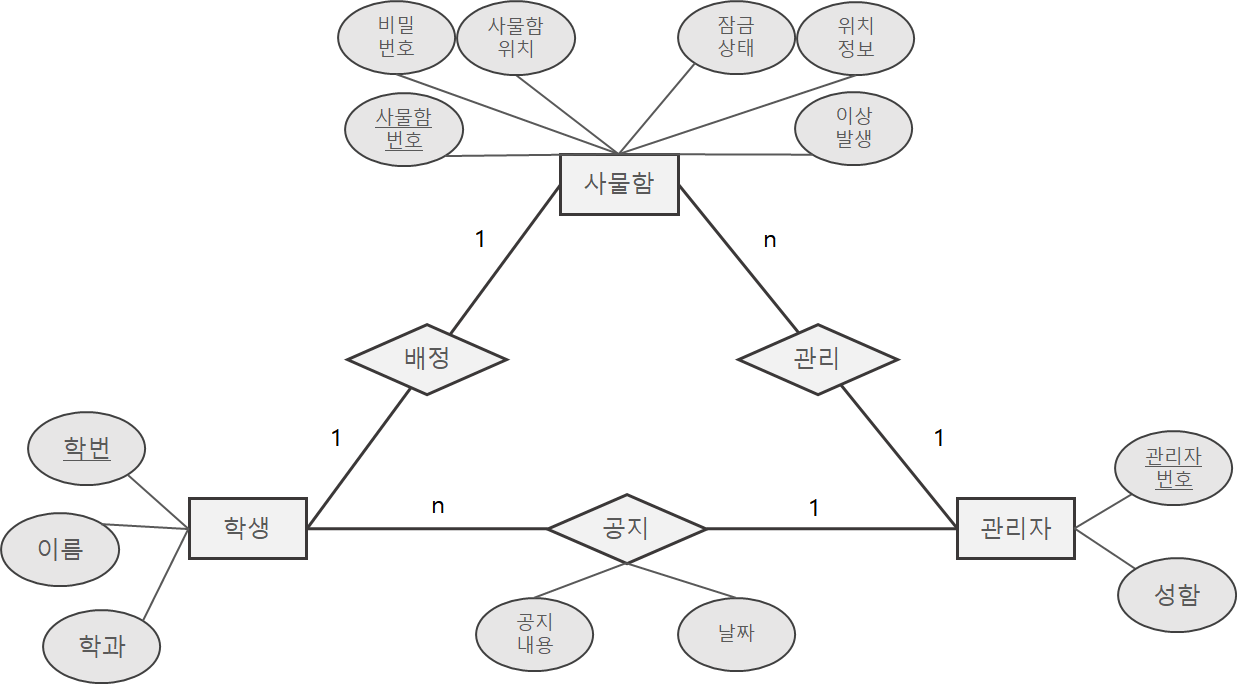 비밀
번호
사물함
위치
잠금
상태
위치
정보
사물함
번호
이상
발생
사물함
1
n
배정
관리
1
1
학번
관리자
번호
n
1
학생
공지
관리자
이름
성함
공지
내용
날짜
학과